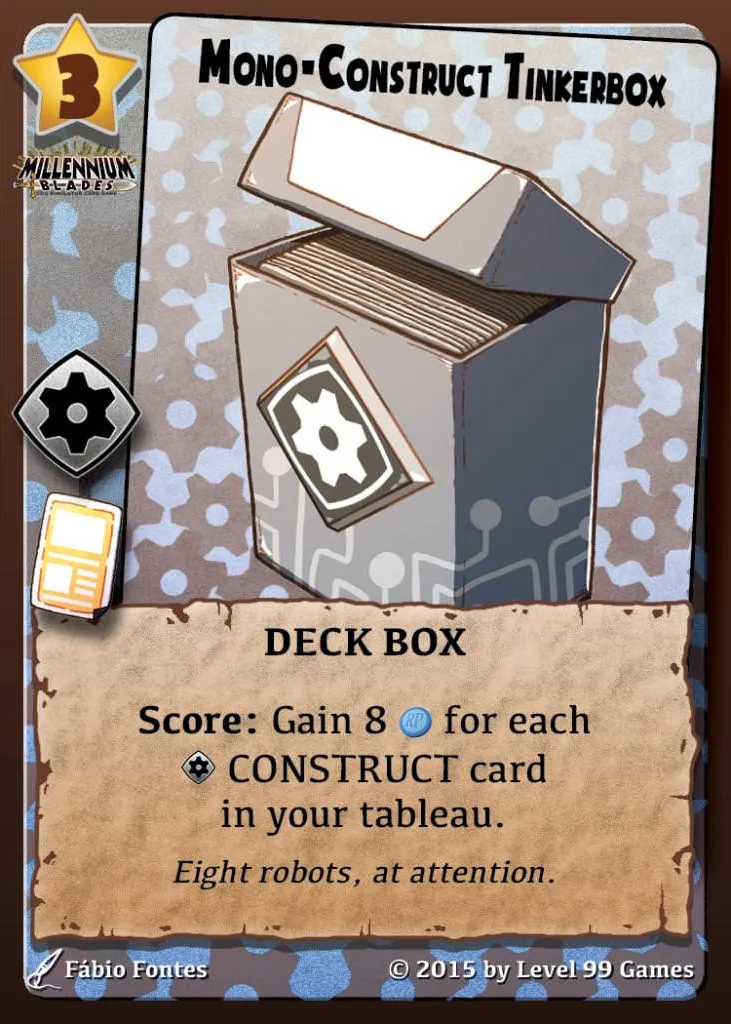 3
MONO-CONSTRUCT TINKERBOX
MILLENNIUM
BLADES
DECK BOX
Score: Gain 8 RP for each
CONSTRUCT card
in your tableau.
Eight robots, at attention.
Fábio Fontes
© 2015 by Level 99 Games